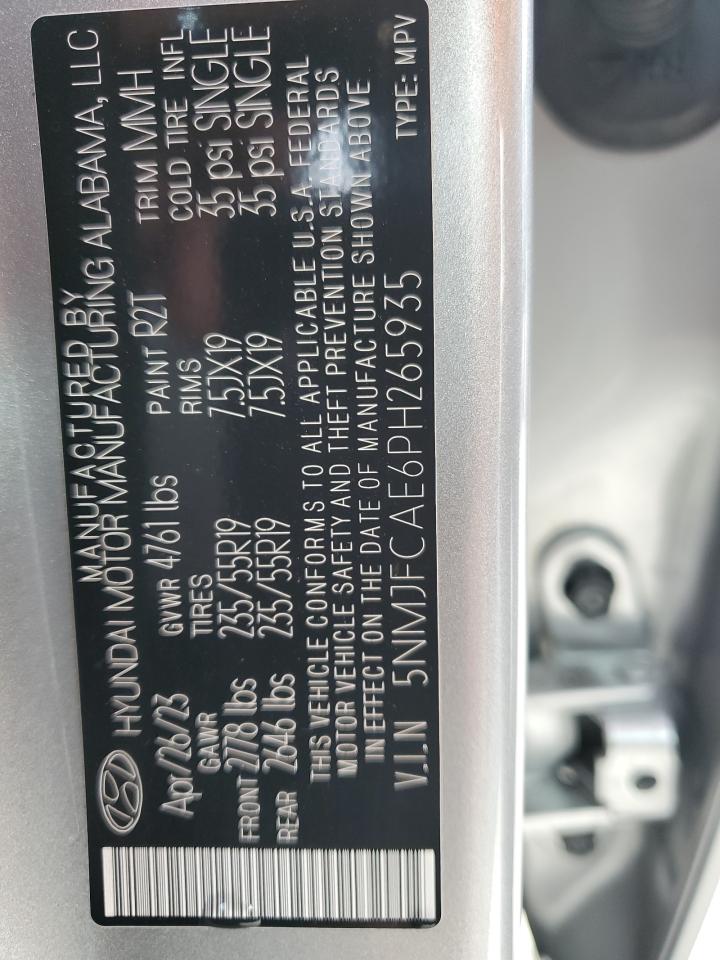 MANUFACTURED BY
HYUNDAI MOTOR MANUFACTURING ALABAMA, LLC
Apr/26/23 GVWR 4761 lbs PAINT R2T TRIM MMH
GAWR TIRES RIMS COLD TIRE INFL
FRONT 2778 lbs 235/55R19 7.5JX19 35 psi SINGLE
REAR 2646 lbs 235/55R19 7.5JX19 35 psi SINGLE
THIS VEHICLE CONFORMS TO ALL APPLICABLE U.S.A. FEDERAL
MOTOR VEHICLE SAFETY AND THEFT PREVENTION STANDARDS
IN EFFECT ON THE DATE OF MANUFACTURE SHOWN ABOVE
V.I.N 5NMJFCAE6PH265935 TYPE: MPV